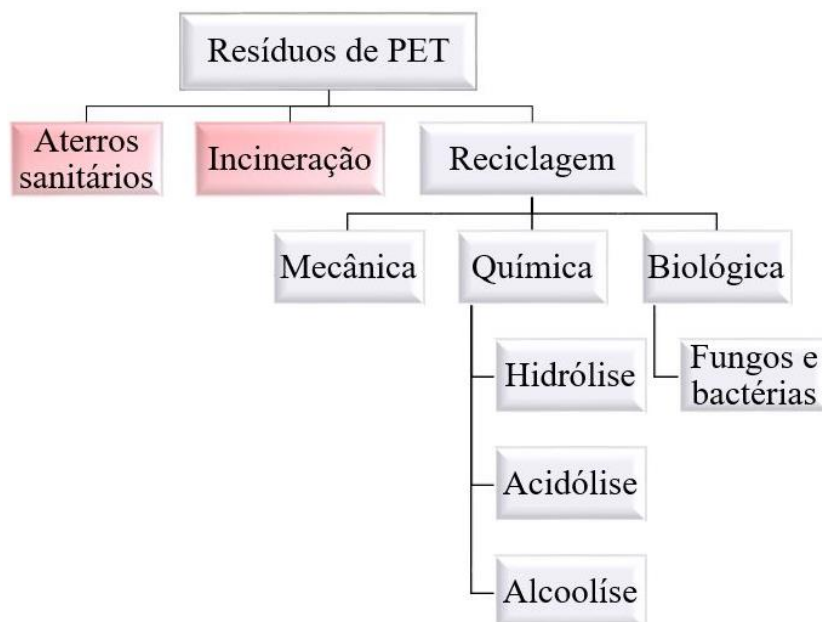 Resíduos de PET
Aterros
sanitários
Incineração
Reciclagem
Mecânica
Química
Biológica
Hidrólise
Fungos e
bactérias
Acidólise
Alcoolíse